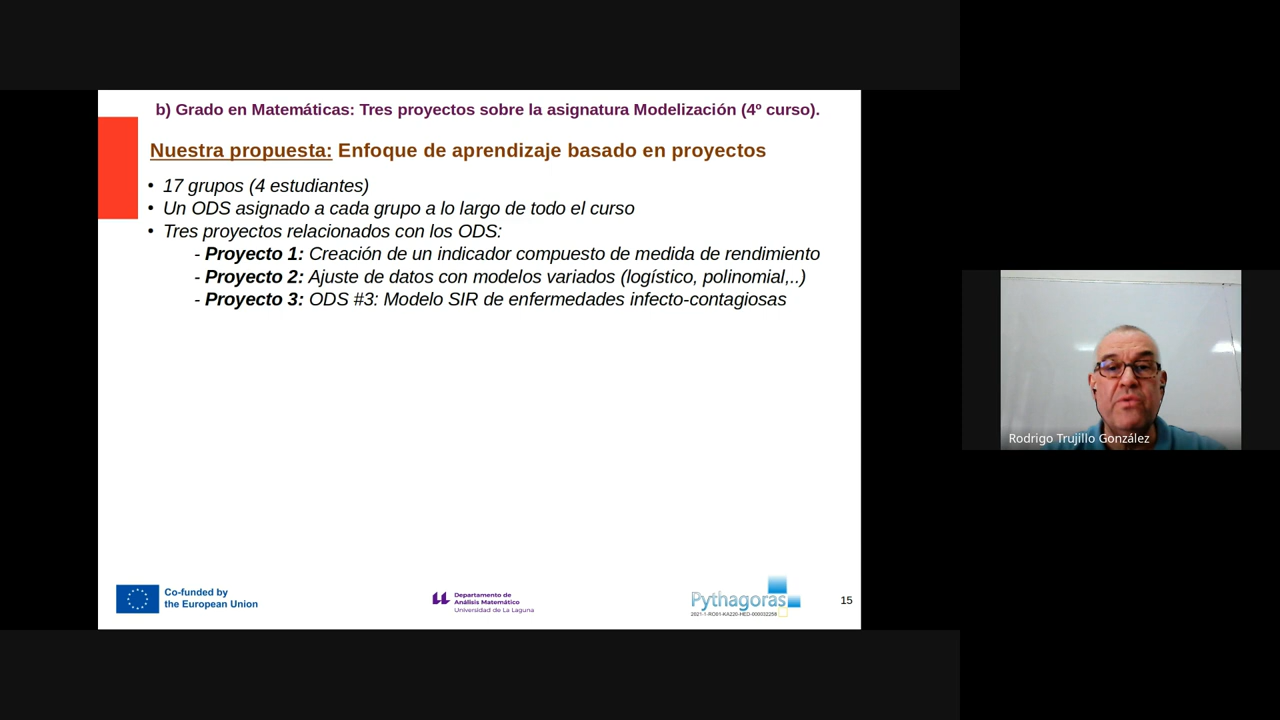 b) Grado en Matemáticas: Tres proyectos sobre la asignatura Modelización (4º curso).
Nuestra propuesta: Enfoque de aprendizaje basado en proyectos
• 17 grupos (4 estudiantes)
• Un ODS asignado a cada grupo a lo largo de todo el curso
• Tres proyectos relacionados con los ODS:
- Proyecto 1: Creación de un indicador compuesto de medida de rendimiento
- Proyecto 2: Ajuste de datos con modelos variados (logístico, polinomial,..)
- Proyecto 3: ODS #3: Modelo SIR de enfermedades infecto-contagiosas
Co-funded by
the European Union
Departamento de
Análisis Matemático
Universidad de La Laguna
Pythagoras
2021-1-RO01-KA220-HED-000032258
15
Rodrigo Trujillo González